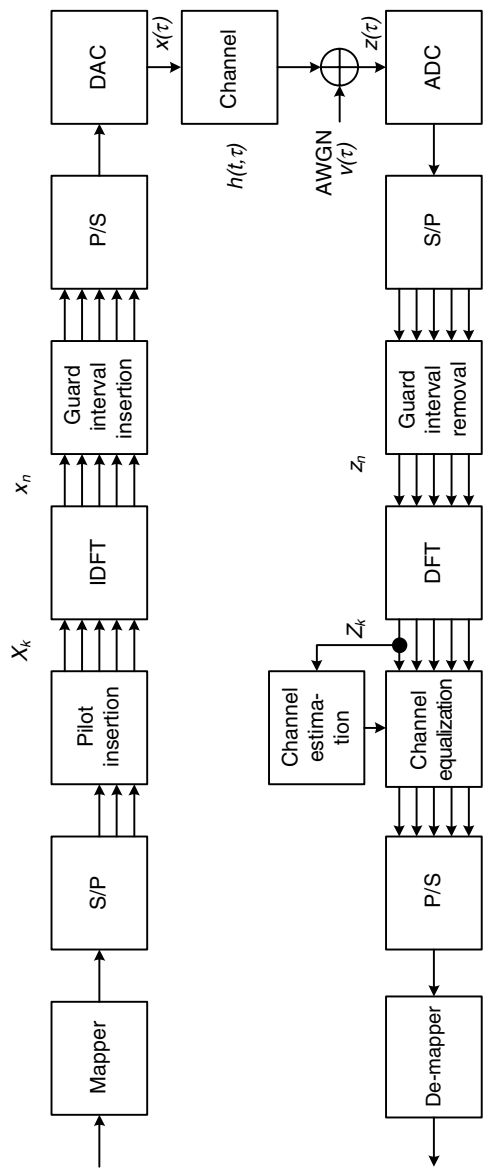 Mapper
S/P
Pilot
insertion
X_k
IDFT
x_n
Guard
interval
insertion
P/S
DAC
x(τ)
Channel
h(t,τ)
AWGN
v(τ)
z(τ)
ADC
S/P
Guard
interval
removal
z_n
DFT
Z_k
Channel
estima-
tion
Channel
equalization
P/S
De-mapper